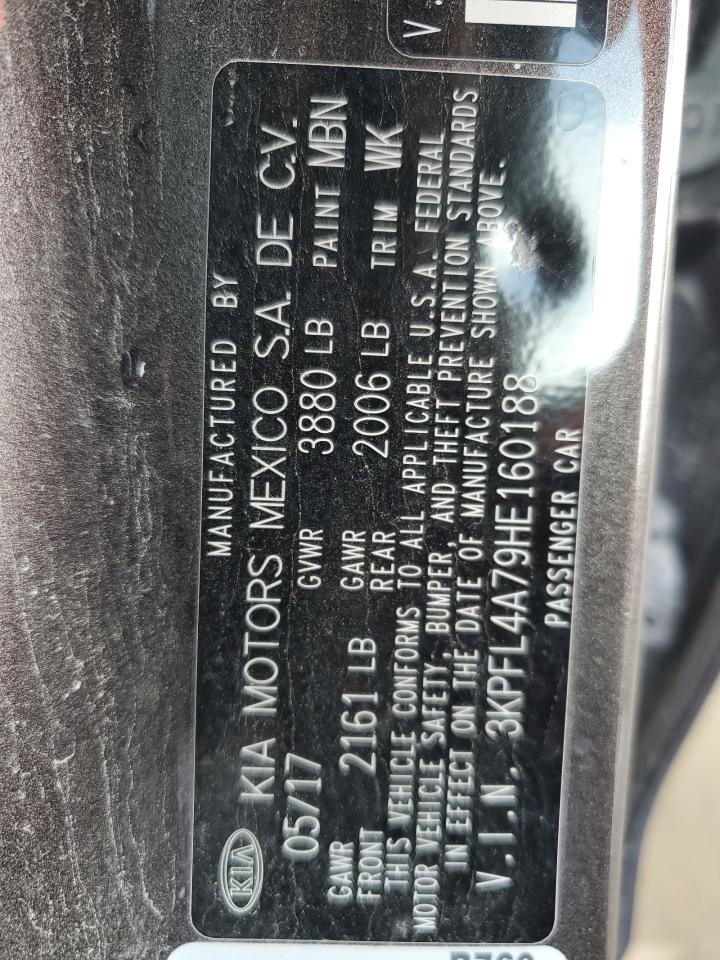 V.
MANUFACTURED BY
KIA KIA MOTORS MEXICO S.A. DE C.V.
05/17 GVWR 3880 LB PAINT MBN
GAWR FRONT 2161 LB GAWR REAR 2006 LB TRIM WK
THIS VEHICLE CONFORMS TO ALL APPLICABLE U.S.A. FEDERAL
MOTOR VEHICLE SAFETY, BUMPER, AND THEFT PREVENTION STANDARDS
IN EFFECT ON THE DATE OF MANUFACTURE SHOWN ABOVE.
V.I.N. 3KPFL4A79HE160188
PASSENGER CAR